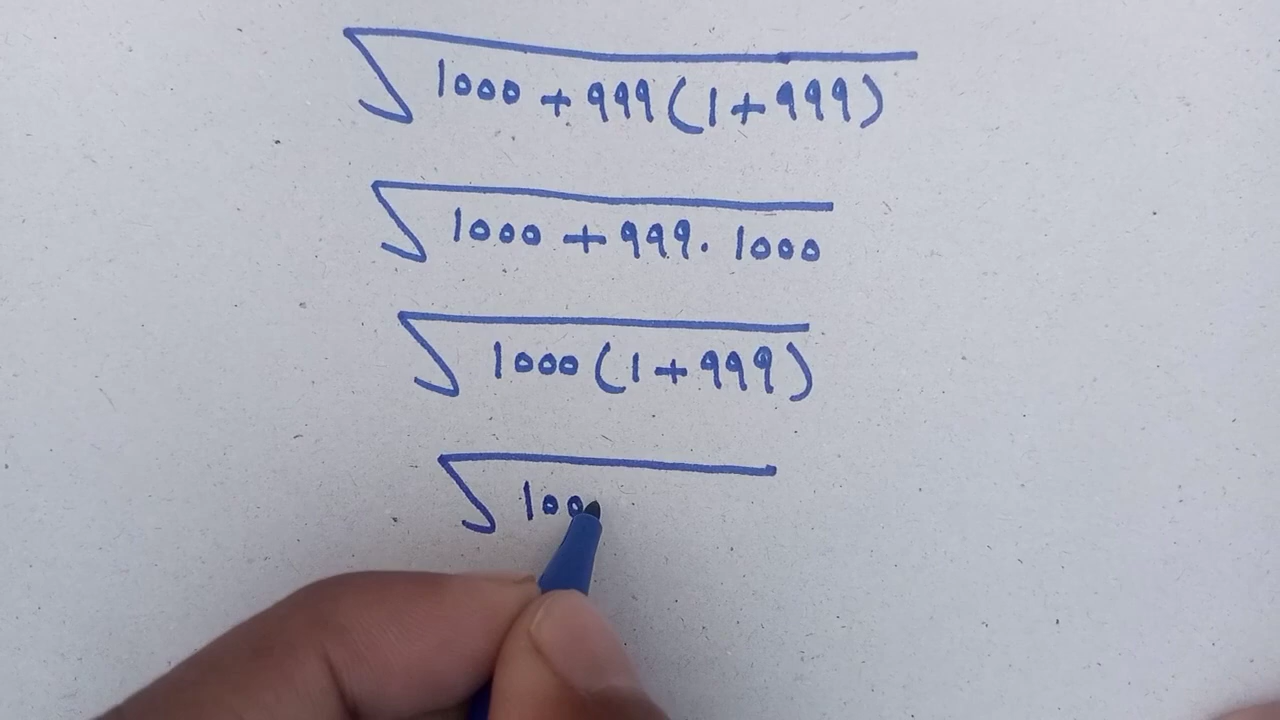 √1000 + 999(1 + 999)
√1000 + 999. 1000
√1000(1 + 999)
√100